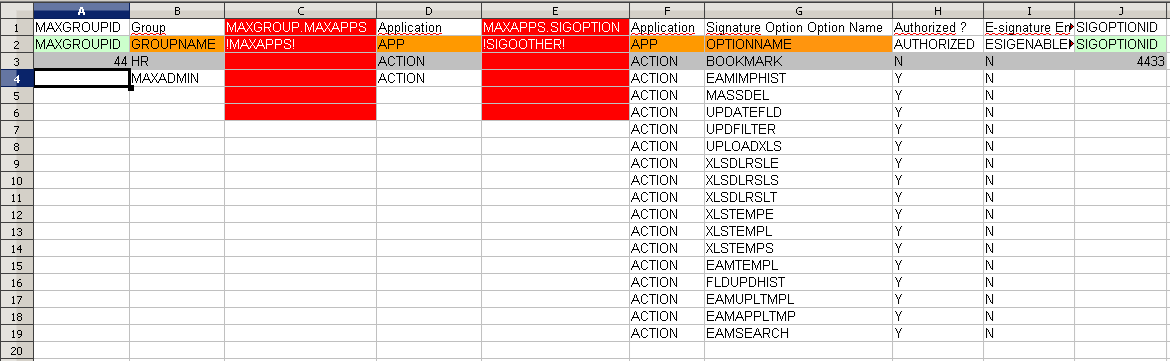 A B C D E F G H I J
1 MAXGROUPID Group MAXGROUP.MAXAPPS Application MAXAPPS.SIGOPTION Application Signature Option Option Name Authorized ? E-signature En SIGOPTIONID
2 MAXGROUPID GROUPNAME !MAXAPPS! APP !SIGOOTHER! APP OPTIONNAME AUTHORIZED ESIGENABLE SIGOPTIONID
3 44 HR ACTION ACTION BOOKMARK N N 4433
4 MAXADMIN ACTION ACTION EAMIMPHIST Y N
5 ACTION MASSDEL Y N
6 ACTION UPDATEFLD Y N
7 ACTION UPDFILTER Y N
8 ACTION UPLOADXLS Y N
9 ACTION XLSDLRSLE Y N
10 ACTION XLSDLRSLS Y N
11 ACTION XLSDLRSLT Y N
12 ACTION XLSTEMPE Y N
13 ACTION XLSTEMPL Y N
14 ACTION XLSTEMPS Y N
15 ACTION EAMTEMPL Y N
16 ACTION FLDUPDHIST Y N
17 ACTION EAMUPLTMPL Y N
18 ACTION EAMAPPLTMP Y N
19 ACTION EAMSEARCH Y N
20